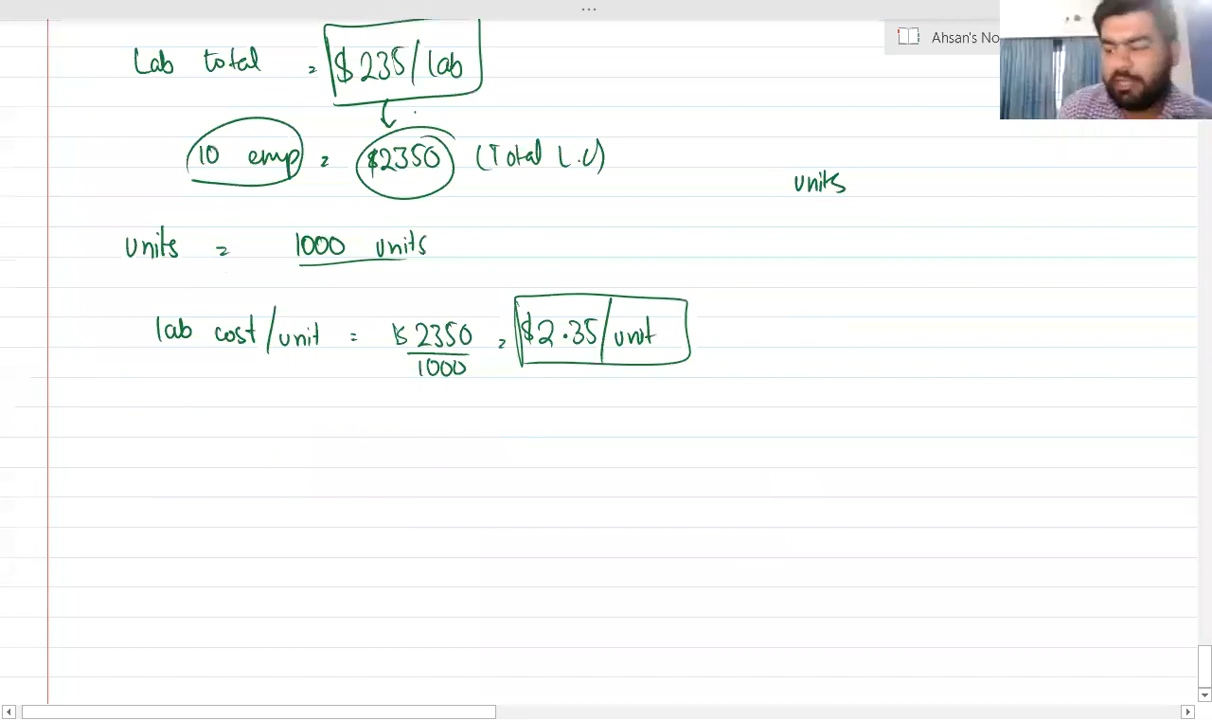 Ahsan's No
Lab total = $235/lab
10 emp = $2350 (Total L.C)
units
units = 1000 units
lab cost/unit = $2350 = $2.35/unit
1000